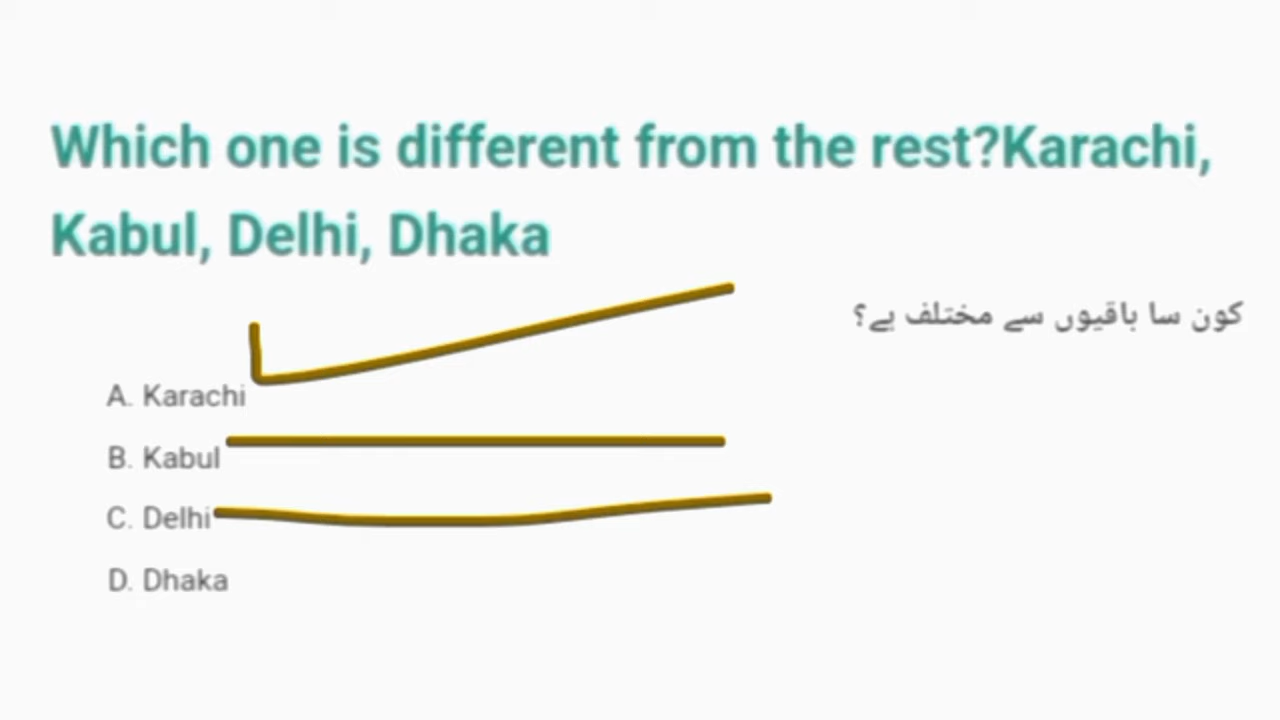 Which one is different from the rest?Karachi,
Kabul, Delhi, Dhaka
کون سا باقیوں سے مختلف ہے؟
A. Karachi
B. Kabul
C. Delhi
D. Dhaka